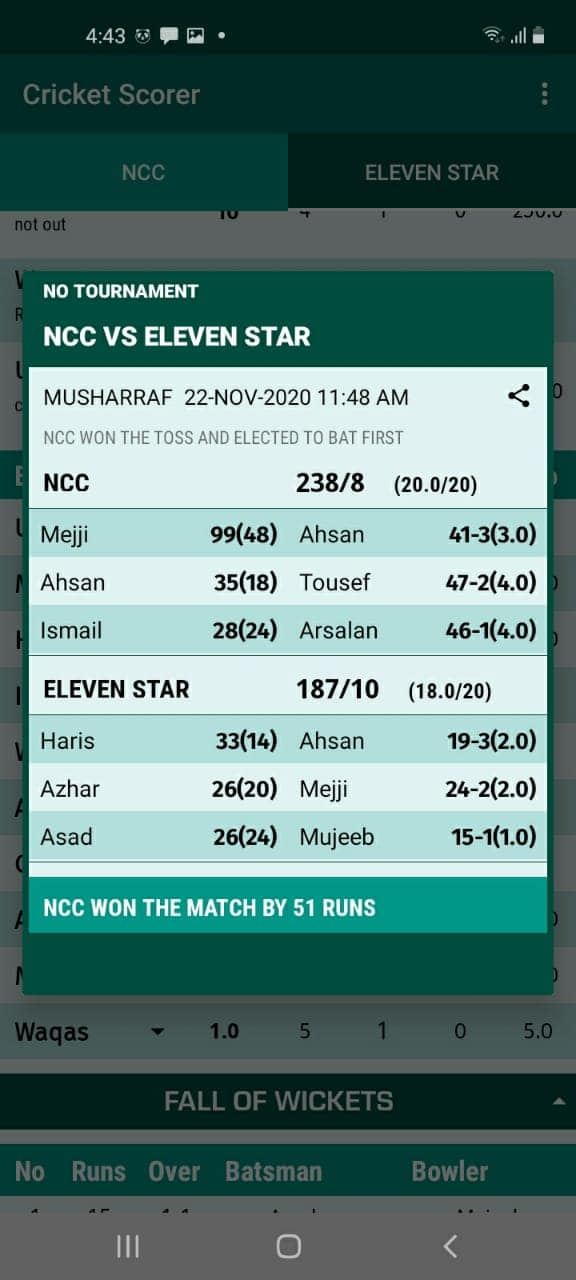 4:43
Cricket Scorer
NCC ELEVEN STAR
not out
NO TOURNAMENT
NCC VS ELEVEN STAR
MUSHARRAF 22-NOV-2020 11:48 AM
NCC WON THE TOSS AND ELECTED TO BAT FIRST
NCC 238/8 (20.0/20)
Mejji 99(48) Ahsan 41-3(3.0)
Ahsan 35(18) Tousef 47-2(4.0)
Ismail 28(24) Arsalan 46-1(4.0)
ELEVEN STAR 187/10 (18.0/20)
Haris 33(14) Ahsan 19-3(2.0)
Azhar 26(20) Mejji 24-2(2.0)
Asad 26(24) Mujeeb 15-1(1.0)
NCC WON THE MATCH BY 51 RUNS
Waqas 1.0 5 1 0 5.0
FALL OF WICKETS
No Runs Over Batsman Bowler